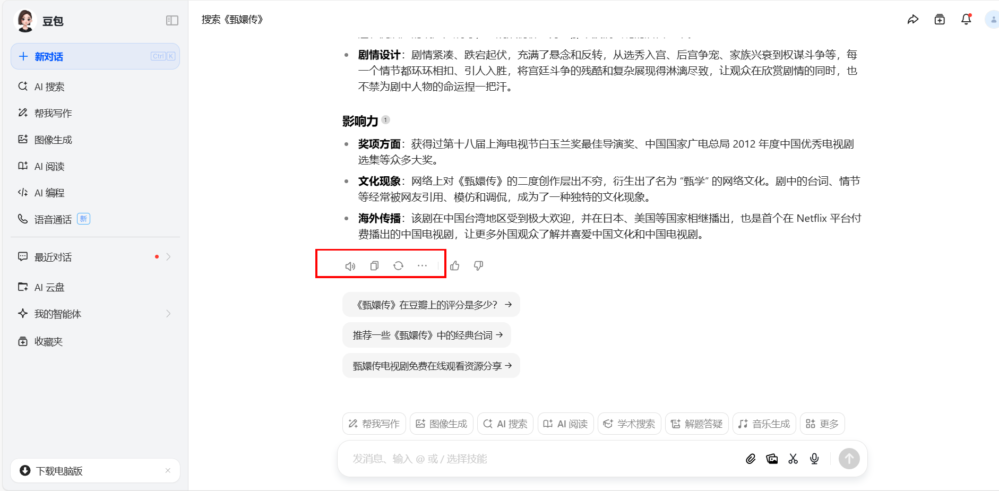 豆包
新对话
Ctrl K
AI 搜索
帮我写作
图像生成
AI 阅读
AI 编程
语音通话 新
最近对话
AI 云盘
我的智能体
收藏夹
下载电脑版
搜索《甄嬛传》
剧情设计：剧情紧凑、跌宕起伏，充满了悬念和反转，从选秀入宫、后宫争宠、家族兴衰到权谋斗争等，每
一个情节都环环相扣、引人入胜，将宫廷斗争的残酷和复杂展现得淋漓尽致，让观众在欣赏剧情的同时，也
不禁为剧中人物的命运捏一把汗。
影响力 1
奖项方面：获得过第十八届上海电视节白玉兰奖最佳导演奖、中国国家广电总局 2012 年度中国优秀电视剧
选集等众多大奖。
文化现象：网络上对《甄嬛传》的二度创作层出不穷，衍生出了名为 “甄学” 的网络文化。剧中的台词、情节
等经常被网友引用、模仿和调侃，成为了一种独特的文化现象。
海外传播：该剧在中国台湾地区受到极大欢迎，并在日本、美国等国家相继播出，也是首个在 Netflix 平台付
费播出的中国电视剧，让更多外国观众了解并喜爱中国文化和中国电视剧。
《甄嬛传》在豆瓣上的评分是多少？ →
推荐一些《甄嬛传》中的经典台词 →
甄嬛传电视剧免费在线观看资源分享 →
帮我写作 图像生成 AI 搜索 AI 阅读 学术搜索 解题答疑 音乐生成 更多
发消息、输入 @ 或 / 选择技能